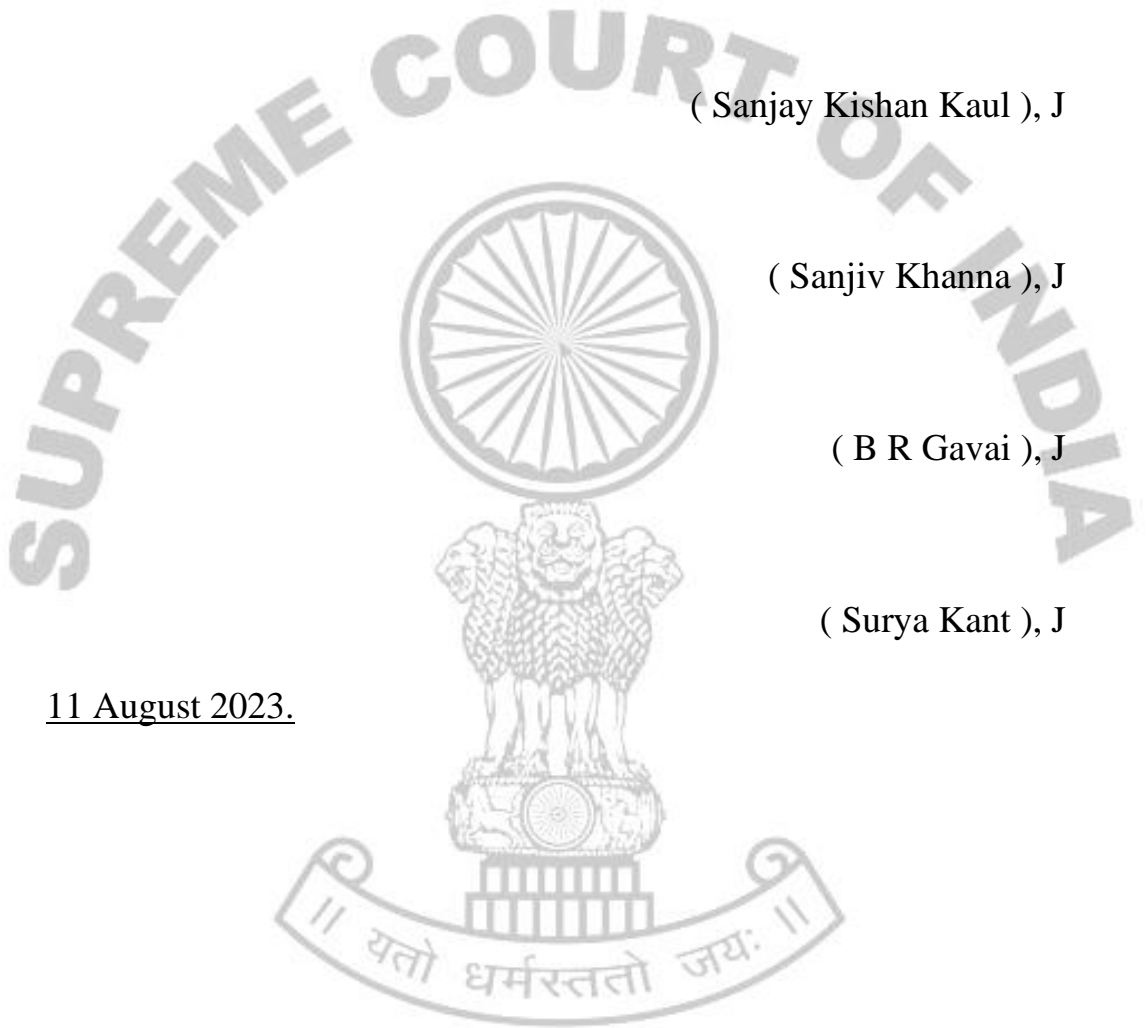 SUPREME COURT OF INDIA
( Sanjay Kishan Kaul ), J
( Sanjiv Khanna ), J
( B R Gavai ), J
( Surya Kant ), J
11 August 2023.
॥ यतो धर्मस्ततो जयः ॥